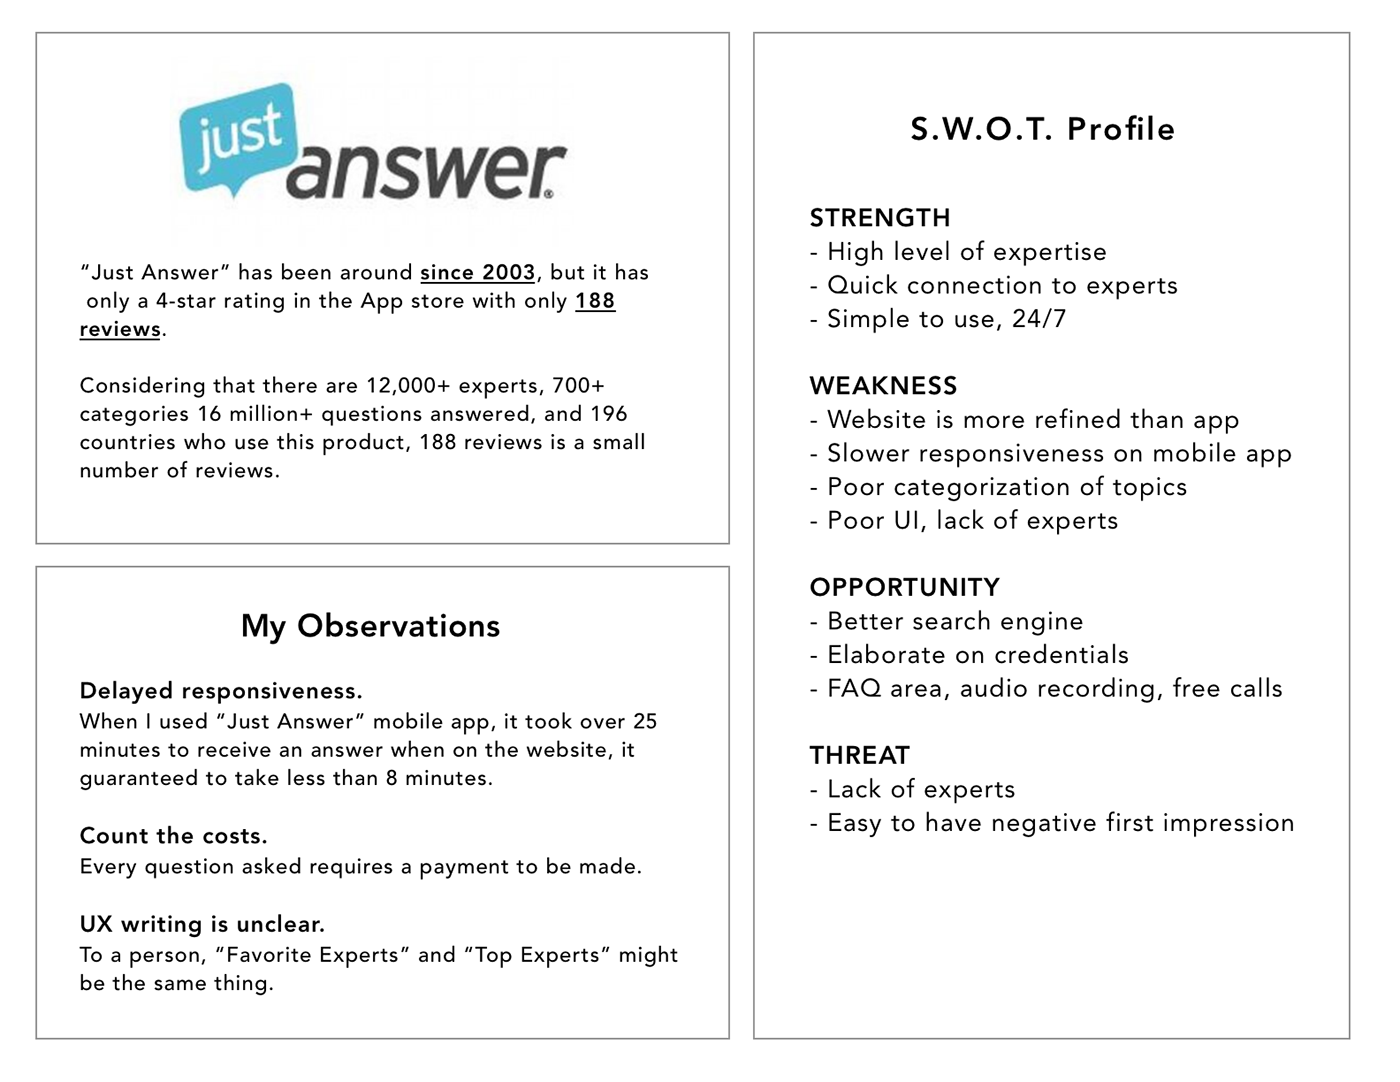 just
answer®
“Just Answer” has been around since 2003, but it has
only a 4-star rating in the App store with only 188
reviews.
Considering that there are 12,000+ experts, 700+
categories 16 million+ questions answered, and 196
countries who use this product, 188 reviews is a small
number of reviews.
My Observations
Delayed responsiveness.
When I used “Just Answer” mobile app, it took over 25
minutes to receive an answer when on the website, it
guaranteed to take less than 8 minutes.
Count the costs.
Every question asked requires a payment to be made.
UX writing is unclear.
To a person, “Favorite Experts” and “Top Experts” might
be the same thing.
S.W.O.T. Profile
STRENGTH
- High level of expertise
- Quick connection to experts
- Simple to use, 24/7
WEAKNESS
- Website is more refined than app
- Slower responsiveness on mobile app
- Poor categorization of topics
- Poor UI, lack of experts
OPPORTUNITY
- Better search engine
- Elaborate on credentials
- FAQ area, audio recording, free calls
THREAT
- Lack of experts
- Easy to have negative first impression